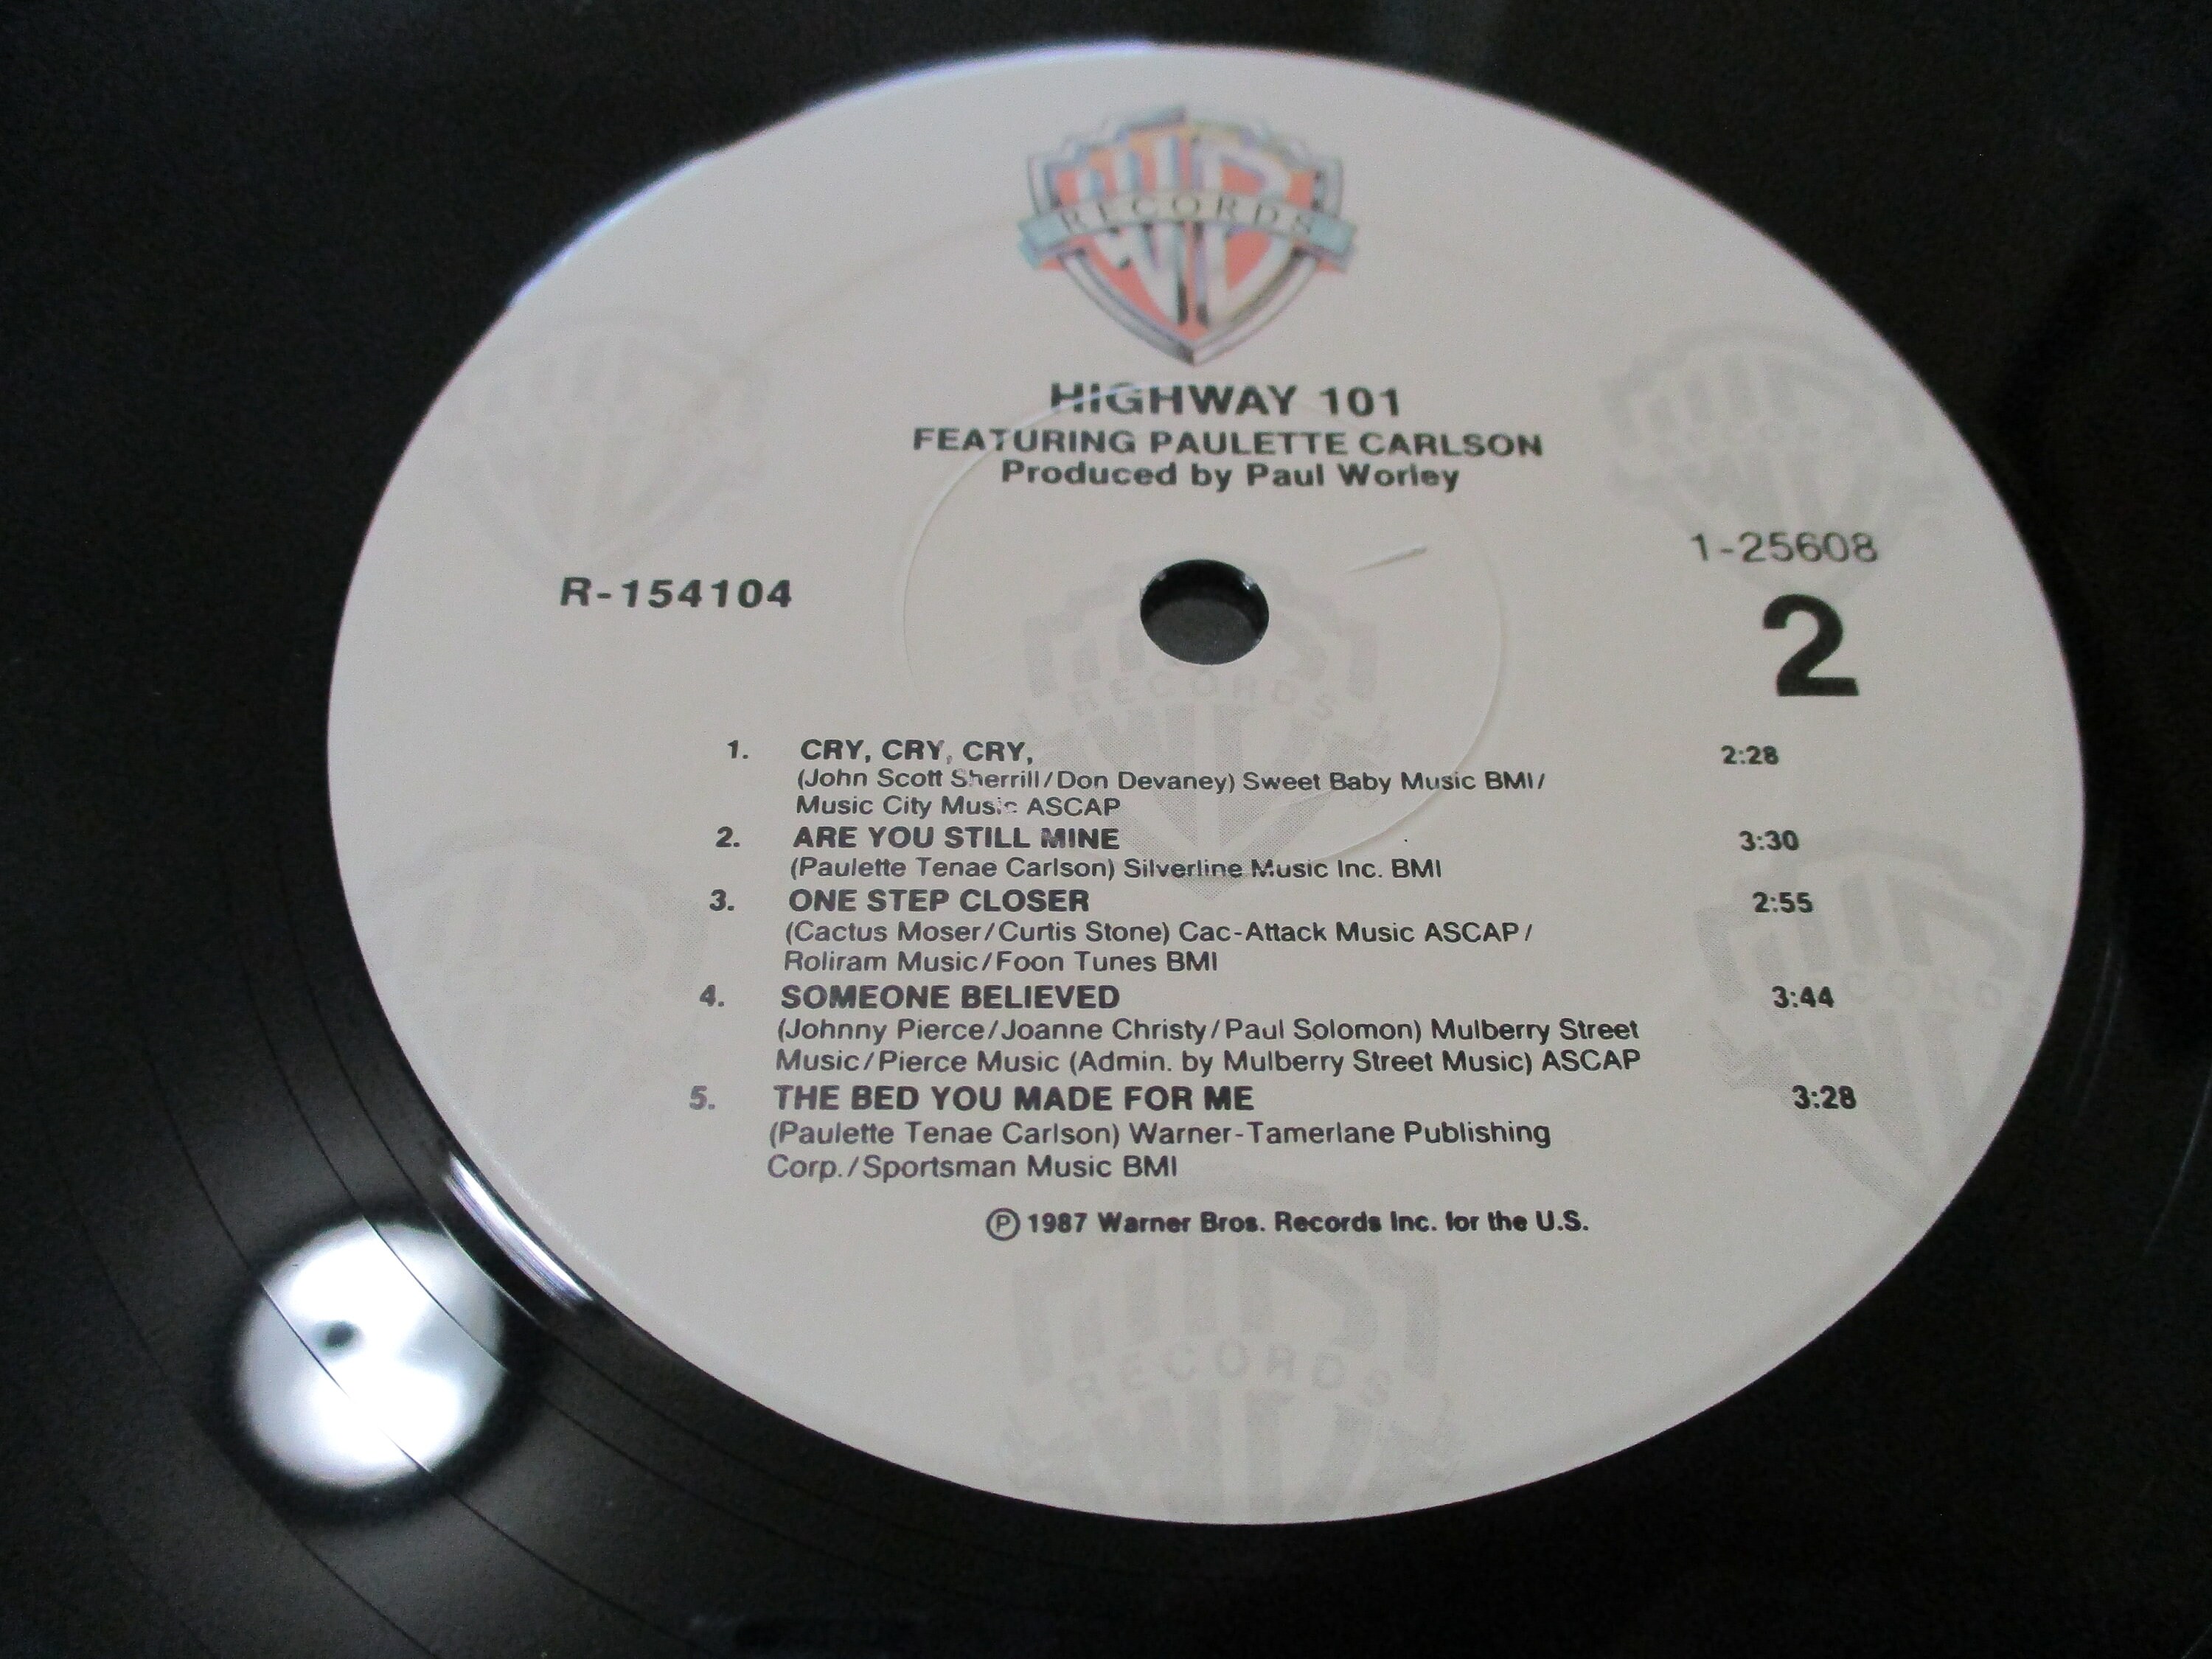 WB
RECORDS
HIGHWAY 101
FEATURING PAULETTE CARLSON
Produced by Paul Worley
R-154104
1-25608
2
1. CRY, CRY, CRY, 2:28
(John Scott Sherrill/Don Devaney) Sweet Baby Music BMI/
Music City Music ASCAP
2. ARE YOU STILL MINE 3:30
(Paulette Tenae Carlson) Silverline Music Inc. BMI
3. ONE STEP CLOSER 2:55
(Cactus Moser/Curtis Stone) Cac-Attack Music ASCAP/
Roliram Music/Foon Tunes BMI
4. SOMEONE BELIEVED 3:44
(Johnny Pierce/Joanne Christy/Paul Solomon) Mulberry Street
Music/Pierce Music (Admin. by Mulberry Street Music) ASCAP
5. THE BED YOU MADE FOR ME 3:28
(Paulette Tenae Carlson) Warner-Tamerlane Publishing
Corp./Sportsman Music BMI
Ⓟ 1987 Warner Bros. Records Inc. for the U.S.
RECORDS
RECORDS